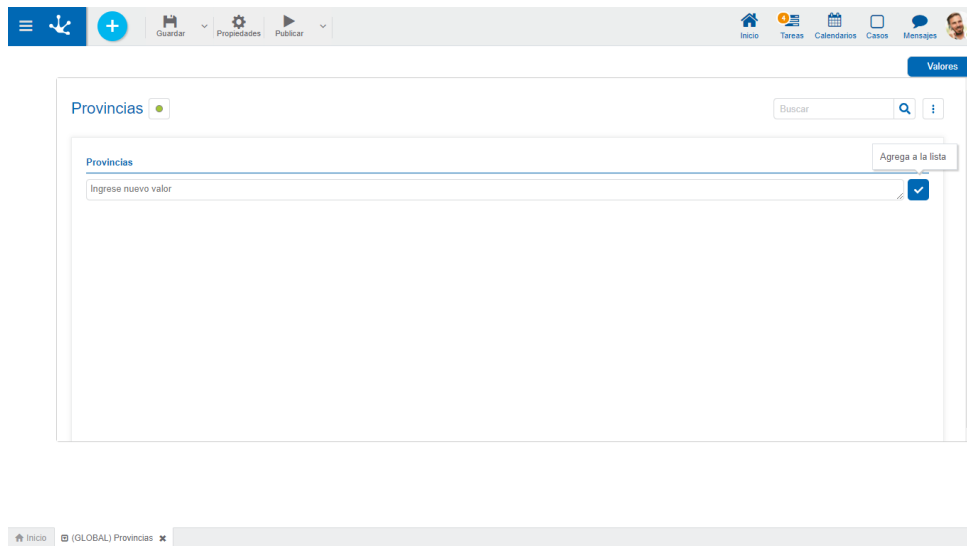 Guardar
Propiedades
Publicar
Inicio
4
Tareas
Calendarios
Casos
Mensajes
Valores
Provincias
Buscar
Agrega a la lista
Provincias
Ingrese nuevo valor
Inicio
(GLOBAL) Provincias